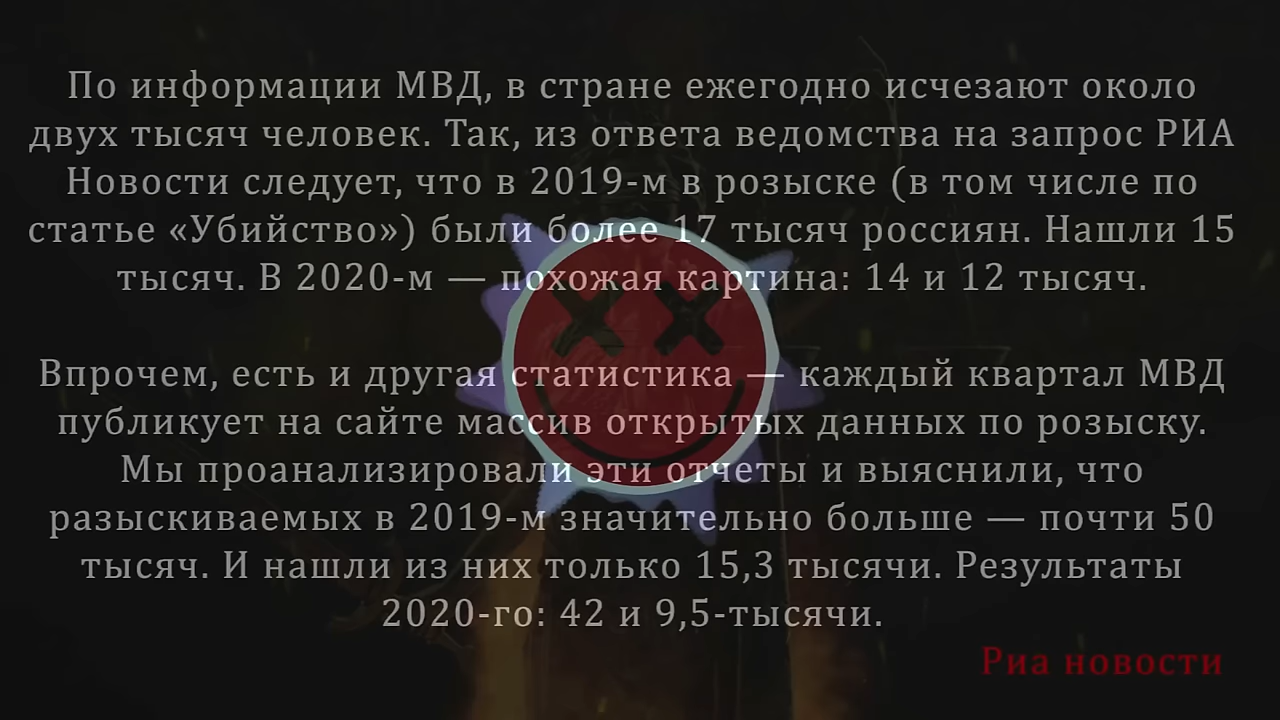 По информации МВД, в стране ежегодно исчезают около
двух тысяч человек. Так, из ответа ведомства на запрос РИА
Новости следует, что в 2019-м в розыске (в том числе по
статье «Убийство») были более 17 тысяч россиян. Нашли 15
тысяч. В 2020-м — похожая картина: 14 и 12 тысяч.
Впрочем, есть и другая статистика — каждый квартал МВД
публикует на сайте массив открытых данных по розыску.
Мы проанализировали эти отчеты и выяснили, что
разыскиваемых в 2019-м значительно больше — почти 50
тысяч. И нашли из них только 15,3 тысячи. Результаты
2020-го: 42 и 9,5-тысячи.
Риа новости